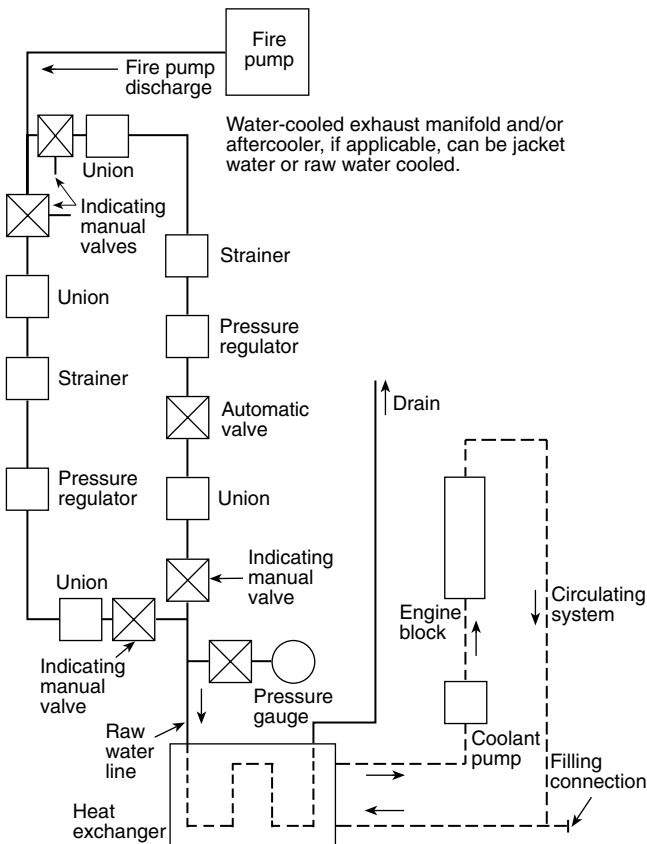 Fire
pump
Fire pump
discharge
Water-cooled exhaust manifold and/or
aftercooler, if applicable, can be jacket
water or raw water cooled.
Union
Indicating
manual
valves
Strainer
Union
Pressure
regulator
Strainer
Drain
Automatic
valve
Pressure
regulator
Union
Indicating
manual
valve
Union
Engine
block
Circulating
system
Indicating
manual
valve
Pressure
gauge
Raw
water
line
Coolant
pump
Filling
connection
Heat
exchanger